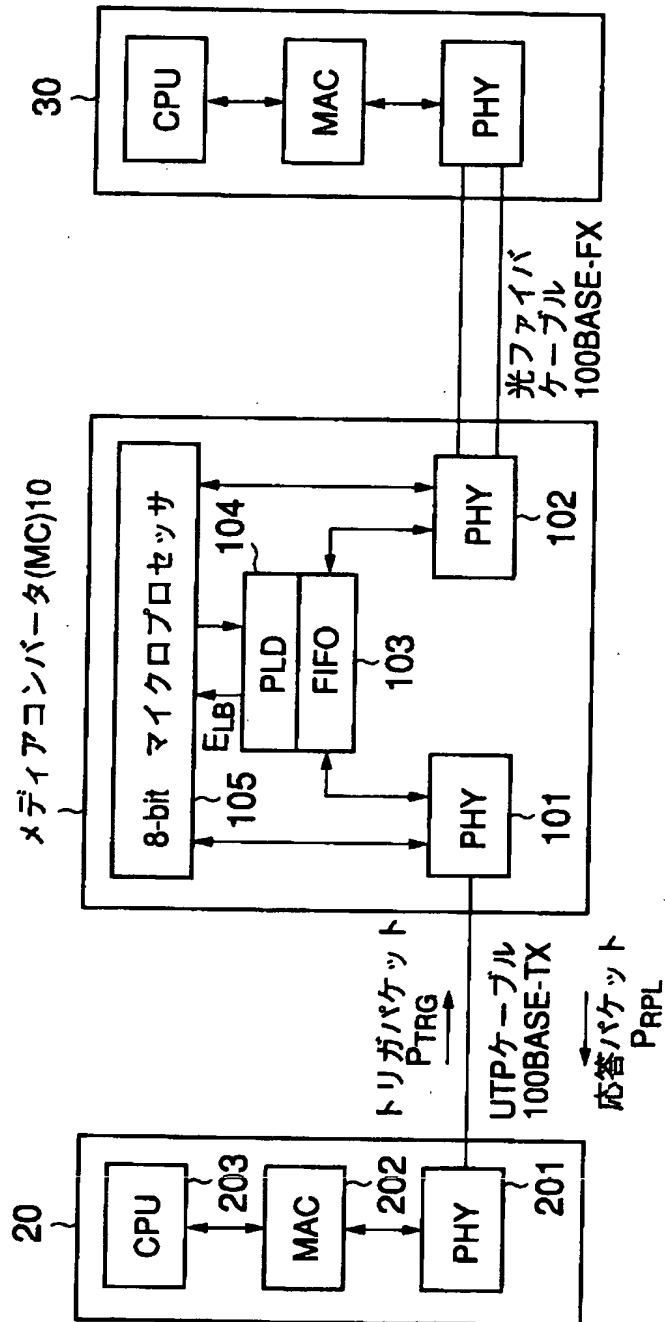 メディアコンバータ(MC)10
20
CPU
203
MAC
202
PHY
201
トリガパケット
PTRG
UTPケーブル
100BASE-TX
応答パケット
PRPL
8-bit マイクロプロセッサ
105
ELB
104
PLD
FIFO
103
PHY
101
PHY
102
光ファイバ
ケーブル
100BASE-FX
30
CPU
MAC
PHY